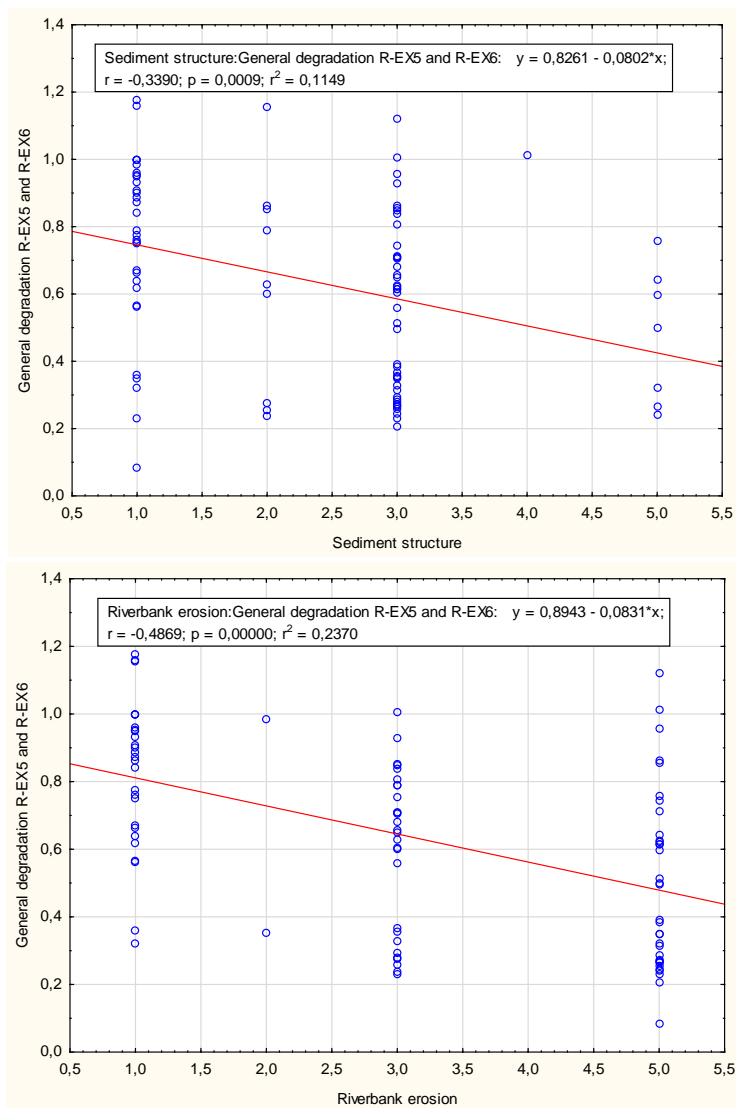 1,4
Sediment structure:General degradation R-EX5 and R-EX6: y = 0,8261 - 0,0802*x;
r = -0,3390; p = 0,0009; r² = 0,1149
1,2
1,0
0,8
0,6
0,4
0,2
0,0
General degradation R-EX5 and R-EX6
0,5 1,0 1,5 2,0 2,5 3,0 3,5 4,0 4,5 5,0 5,5
Sediment structure
1,4
Riverbank erosion:General degradation R-EX5 and R-EX6: y = 0,8943 - 0,0831*x;
r = -0,4869; p = 0,00000; r² = 0,2370
1,2
1,0
0,8
0,6
0,4
0,2
0,0
General degradation R-EX5 and R-EX6
0,5 1,0 1,5 2,0 2,5 3,0 3,5 4,0 4,5 5,0 5,5
Riverbank erosion